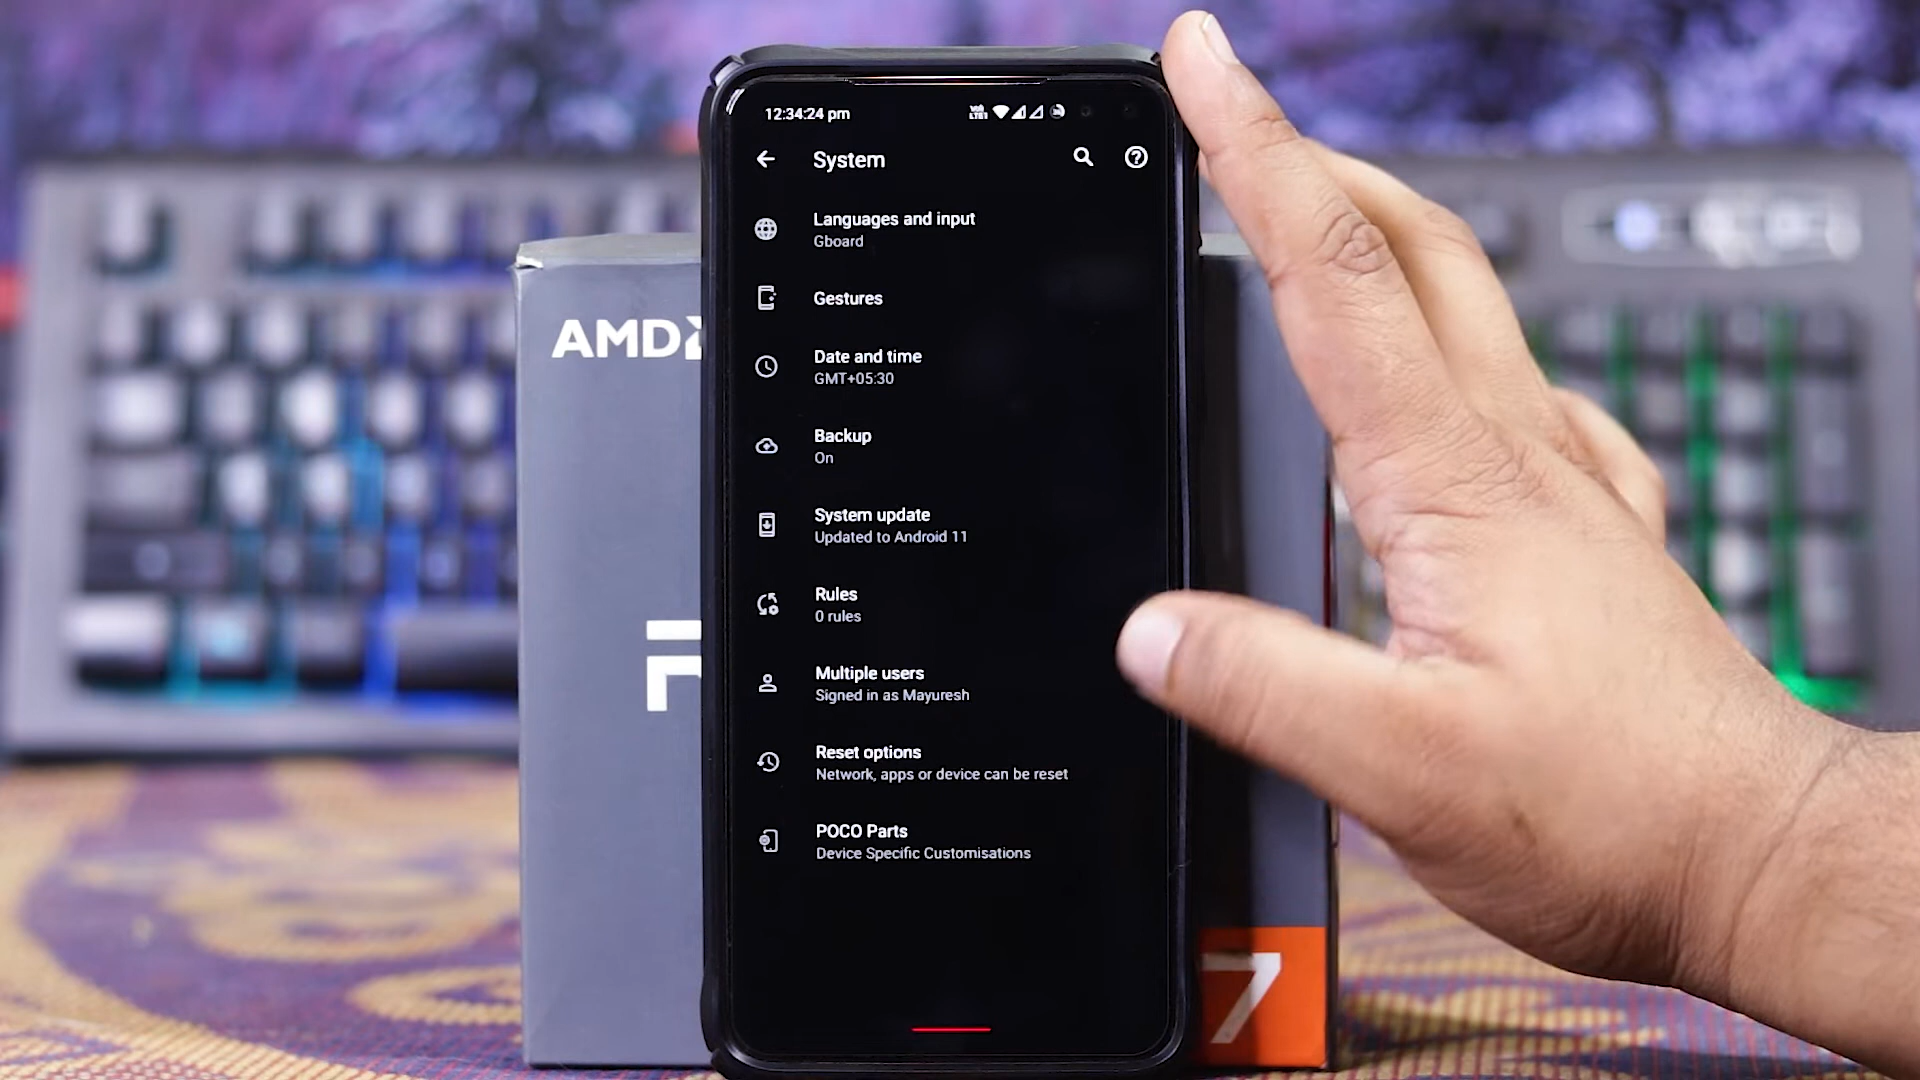 12:34:24 pm
System
Languages and input
Gboard
Gestures
Date and time
GMT+05:30
Backup
On
System update
Updated to Android 11
Rules
0 rules
Multiple users
Signed in as Mayuresh
Reset options
Network, apps or device can be reset
POCO Parts
Device Specific Customisations
AMD
7